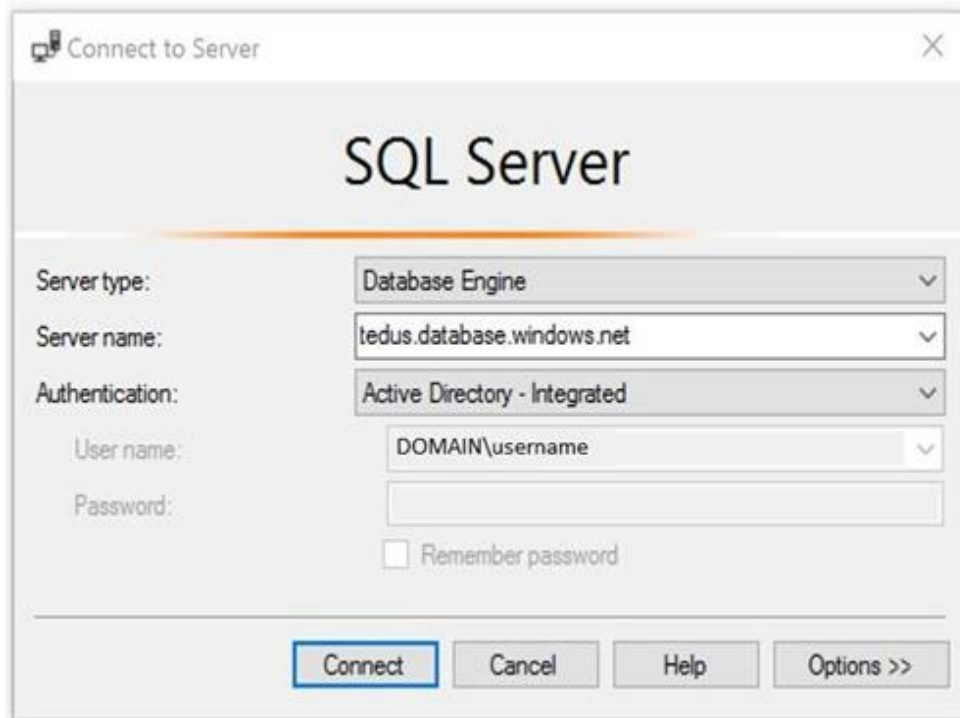 Connect to Server
SQL Server
Server type: Database Engine
Server name: tedus.database.windows.net
Authentication: Active Directory - Integrated
User name: DOMAIN\username
Password:
Remember password
Connect Cancel Help Options >>